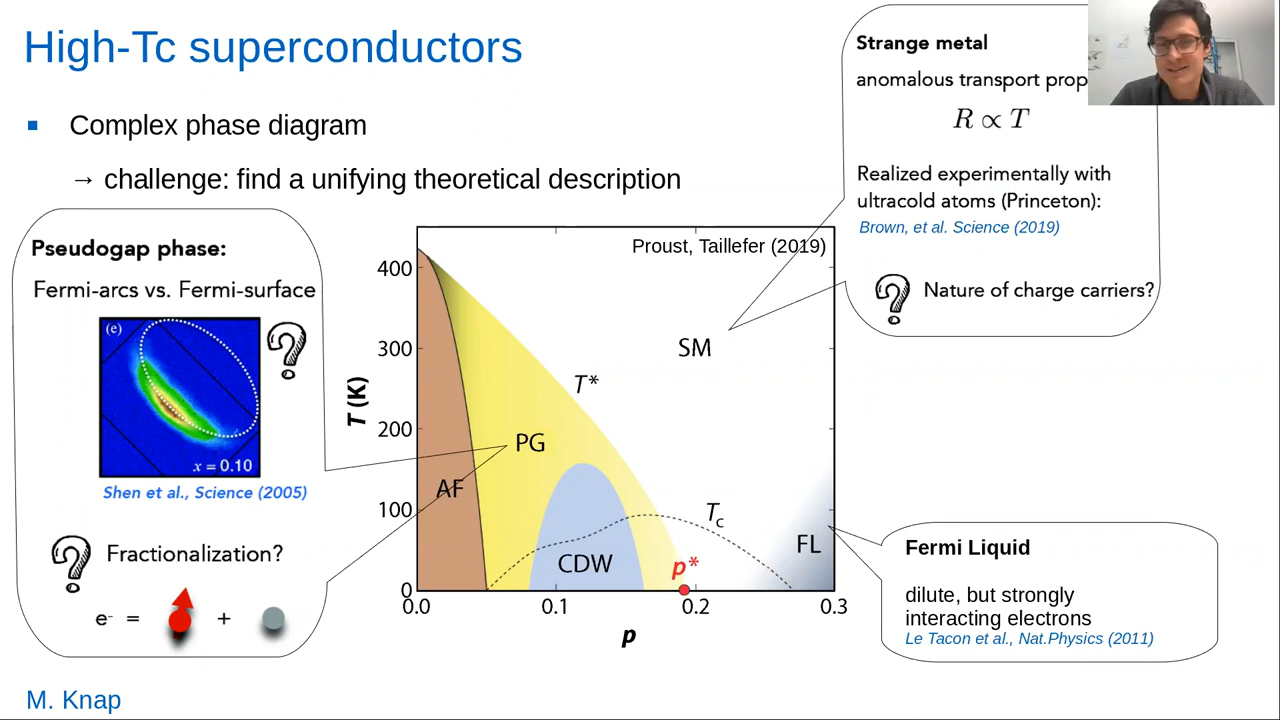 High-Tc superconductors
Complex phase diagram
→ challenge: find a unifying theoretical description
Pseudogap phase:
Fermi-arcs vs. Fermi-surface
(e)
x = 0.10
Shen et al., Science (2005)
Fractionalization?
e⁻ = +
Proust, Taillefer (2019)
T (K)
400
300
200
100
0
0.0
0.1
0.2
0.3
p
SM
T*
PG
AF
Tc
CDW
FL
p*
Strange metal
anomalous transport prop
R ∝ T
Realized experimentally with
ultracold atoms (Princeton):
Brown, et al. Science (2019)
Nature of charge carriers?
Fermi Liquid
dilute, but strongly
interacting electrons
Le Tacon et al., Nat.Physics (2011)
M. Knap